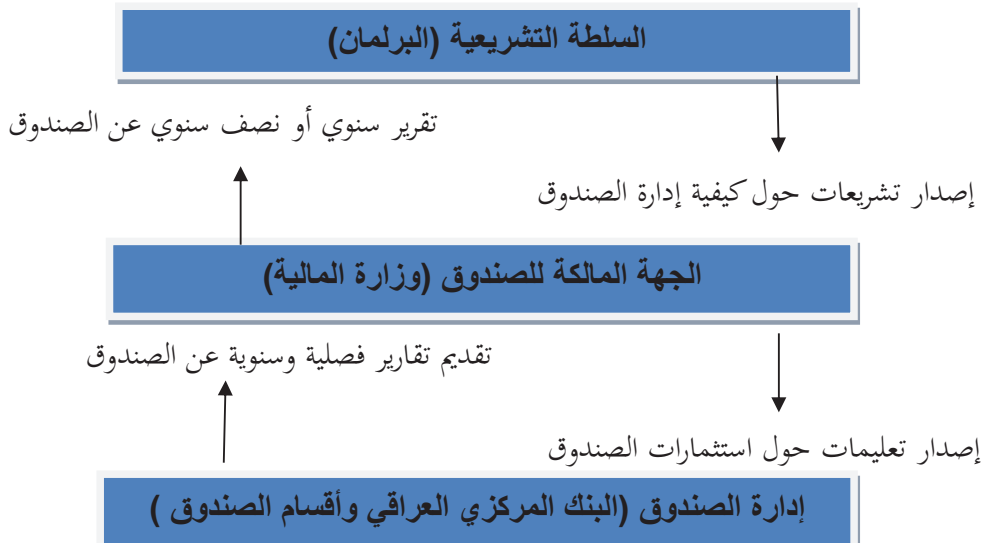 السلطة التشريعية (البرلمان)
تقرير سنوي أو نصف سنوي عن الصندوق
إصدار تشريعات حول كيفية إدارة الصندوق
الجهة المالكة للصندوق (وزارة المالية)
تقديم تقارير فصلية وسنوية عن الصندوق
إصدار تعليمات حول استثمارات الصندوق
إدارة الصندوق (البنك المركزي العراقي وأقسام الصندوق )